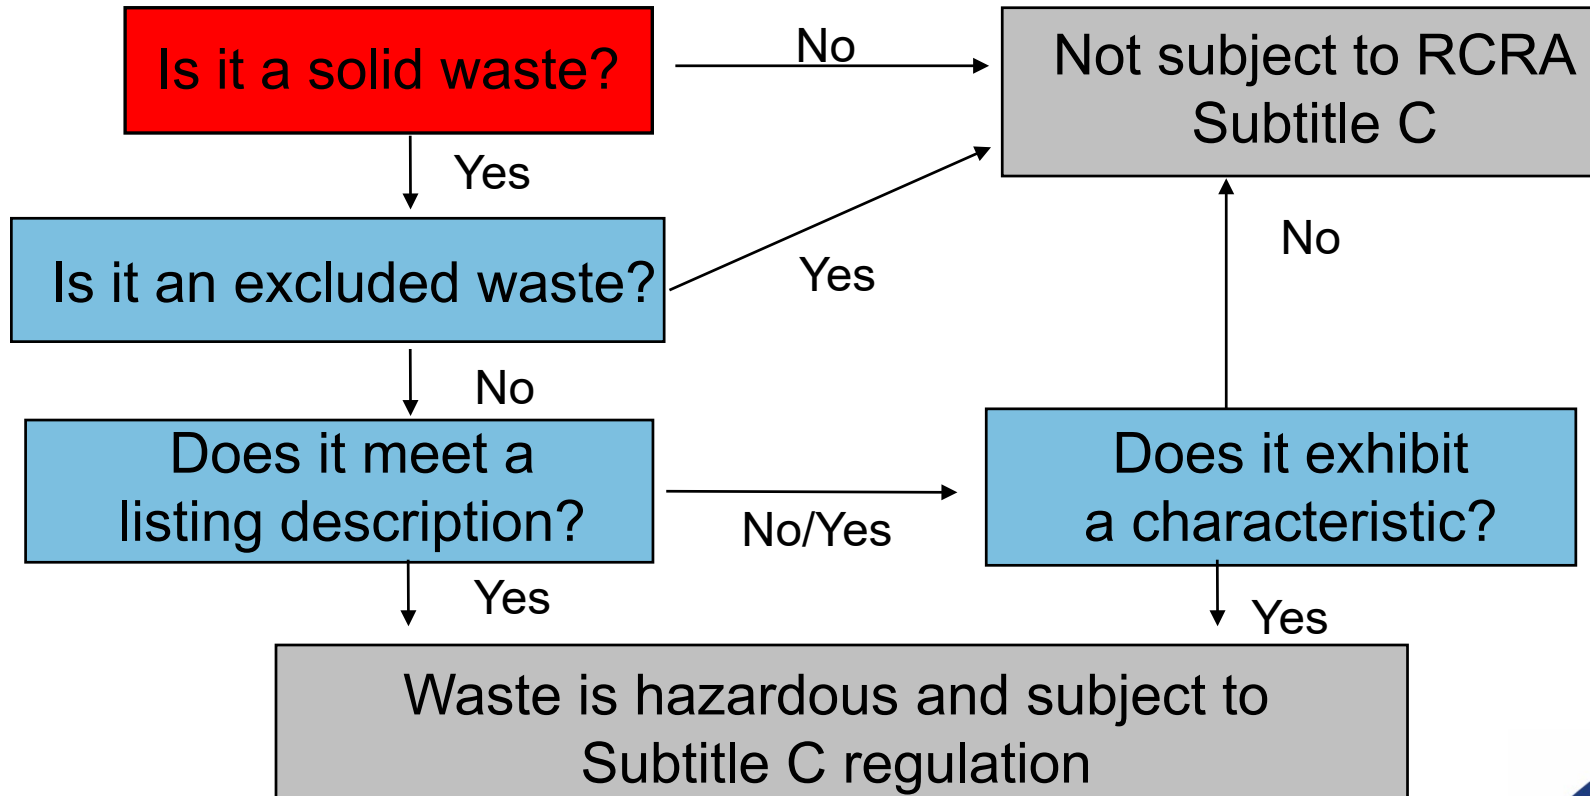 Is it a solid waste?
No
Not subject to RCRA
Subtitle C
Yes
Is it an excluded waste?
Yes
No
No
Does it meet a
listing description?
No/Yes
Does it exhibit
a characteristic?
Yes
Yes
Waste is hazardous and subject to
Subtitle C regulation